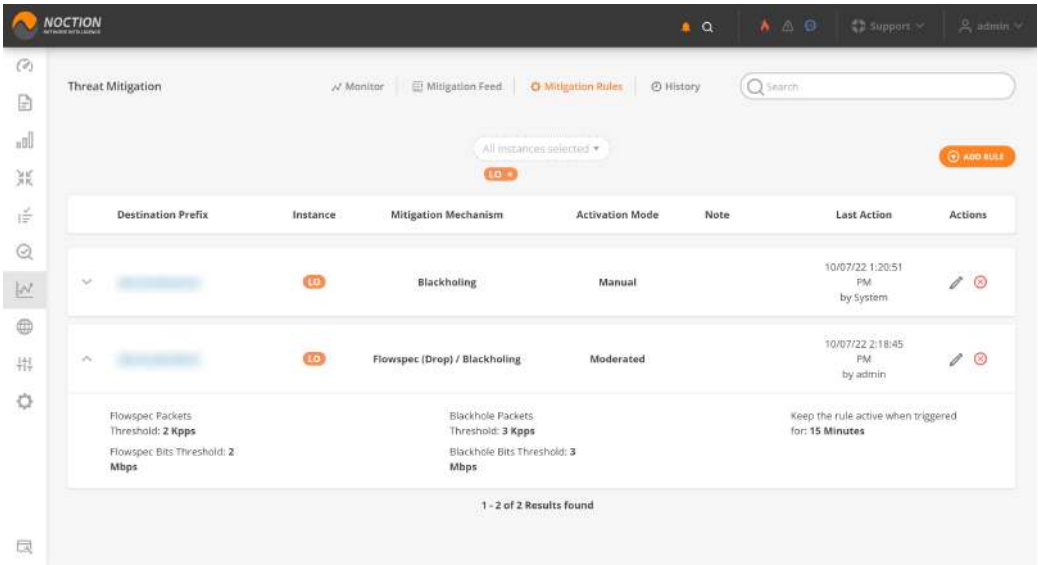 NOCTION
NETWORK INTELLIGENCE
Support
admin
Threat Mitigation
Monitor
Mitigation Feed
Mitigation Rules
History
Search
All instances selected
LO ×
ADD RULE
Destination Prefix Instance Mitigation Mechanism Activation Mode Note Last Action Actions
LO Blackholing Manual
10/07/22 1:20:51
PM
by System
LO Flowspec (Drop) / Blackholing Moderated
10/07/22 2:18:45
PM
by admin
Flowspec Packets
Threshold: 2 Kpps
Flowspec Bits Threshold: 2
Mbps
Blackhole Packets
Threshold: 3 Kpps
Blackhole Bits Threshold: 3
Mbps
Keep the rule active when triggered
for: 15 Minutes
1 - 2 of 2 Results found